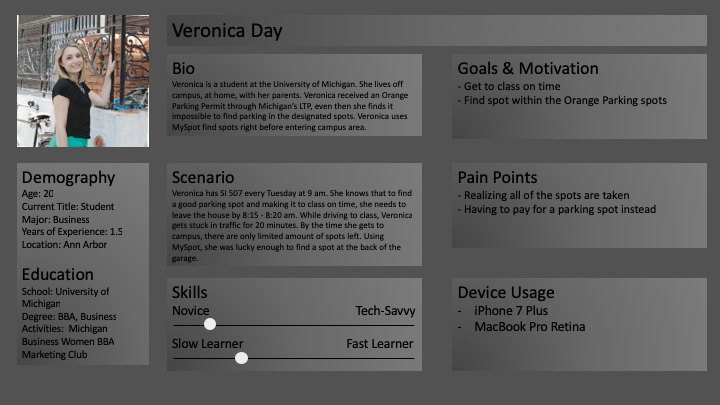 Veronica Day
Bio
Veronica is a student at the University of Michigan. She lives off
campus, at home, with her parents. Veronica received an Orange
Parking Permit through Michigan's LTP, even then she finds it
impossible to find parking in the designated spots. Veronica uses
MySpot find spots right before entering campus area.
Goals & Motivation
- Get to class on time
- Find spot within the Orange Parking spots
Demography
Age: 20
Current Title: Student
Major: Business
Years of Experience: 1.5
Location: Ann Arbor
Education
School: University of
Michigan
Degree: BBA, Business
Activities: Michigan
Business Women BBA
Marketing Club
Scenario
Veronica has SI 507 every Tuesday at 9 am. She knows that to find
a good parking spot and making it to class on time, she needs to
leave the house by 8:15 - 8:20 am. While driving to class, Veronica
gets stuck in traffic for 20 minutes. By the time she gets to
campus, there are only limited amount of spots left. Using
MySpot, she was lucky enough to find a spot at the back of the
garage.
Pain Points
- Realizing all of the spots are taken
- Having to pay for a parking spot instead
Skills
Novice Tech-Savvy
Slow Learner Fast Learner
Device Usage
- iPhone 7 Plus
- MacBook Pro Retina